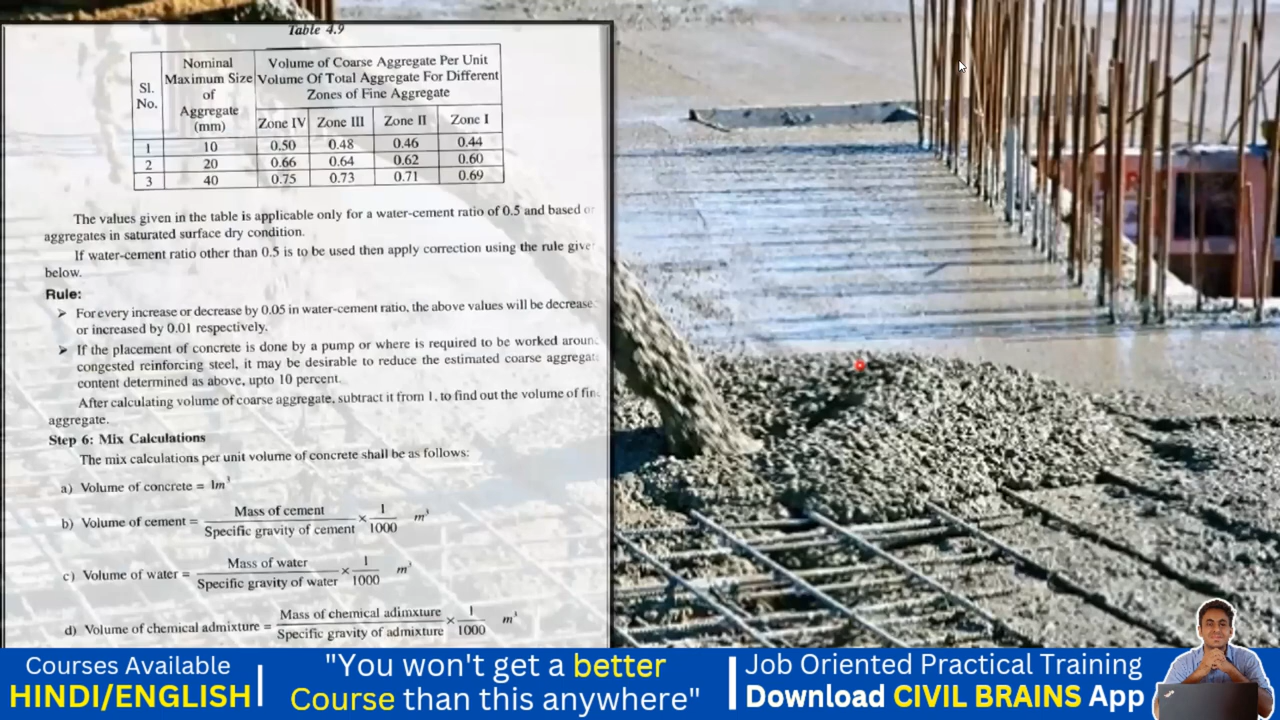 Table 4.9
Sl. No. | Nominal Maximum Size of Aggregate (mm) | Volume of Coarse Aggregate Per Unit Volume Of Total Aggregate For Different Zones of Fine Aggregate
Zone IV | Zone III | Zone II | Zone I
1 | 10 | 0.50 | 0.48 | 0.46 | 0.44
2 | 20 | 0.66 | 0.64 | 0.62 | 0.60
3 | 40 | 0.75 | 0.73 | 0.71 | 0.69
The values given in the table is applicable only for a water-cement ratio of 0.5 and based
aggregates in saturated surface dry condition.
If water-cement ratio other than 0.5 is to be used then apply correction using the rule give
below.
Rule:
➢ For every increase or decrease by 0.05 in water-cement ratio, the above values will be decrease
or increased by 0.01 respectively.
➢ If the placement of concrete is done by a pump or where is required to be worked aroun
congested reinforcing steel, it may be desirable to reduce the estimated coarse aggregat
content determined as above, upto 10 percent.
After calculating volume of coarse aggregate, subtract it from 1, to find out the volume of fin
aggregate.
Step 6: Mix Calculations
The mix calculations per unit volume of concrete shall be as follows:
a) Volume of concrete = 1m³
b) Volume of cement = Mass of cement / Specific gravity of cement × 1/1000 m³
c) Volume of water = Mass of water / Specific gravity of water × 1/1000 m³
d) Volume of chemical admixture = Mass of chemical adimxture / Specific gravity of admixture × 1/1000 m³
Courses Available
HINDI/ENGLISH
"You won't get a better
Course than this anywhere"
Job Oriented Practical Training
Download CIVIL BRAINS App